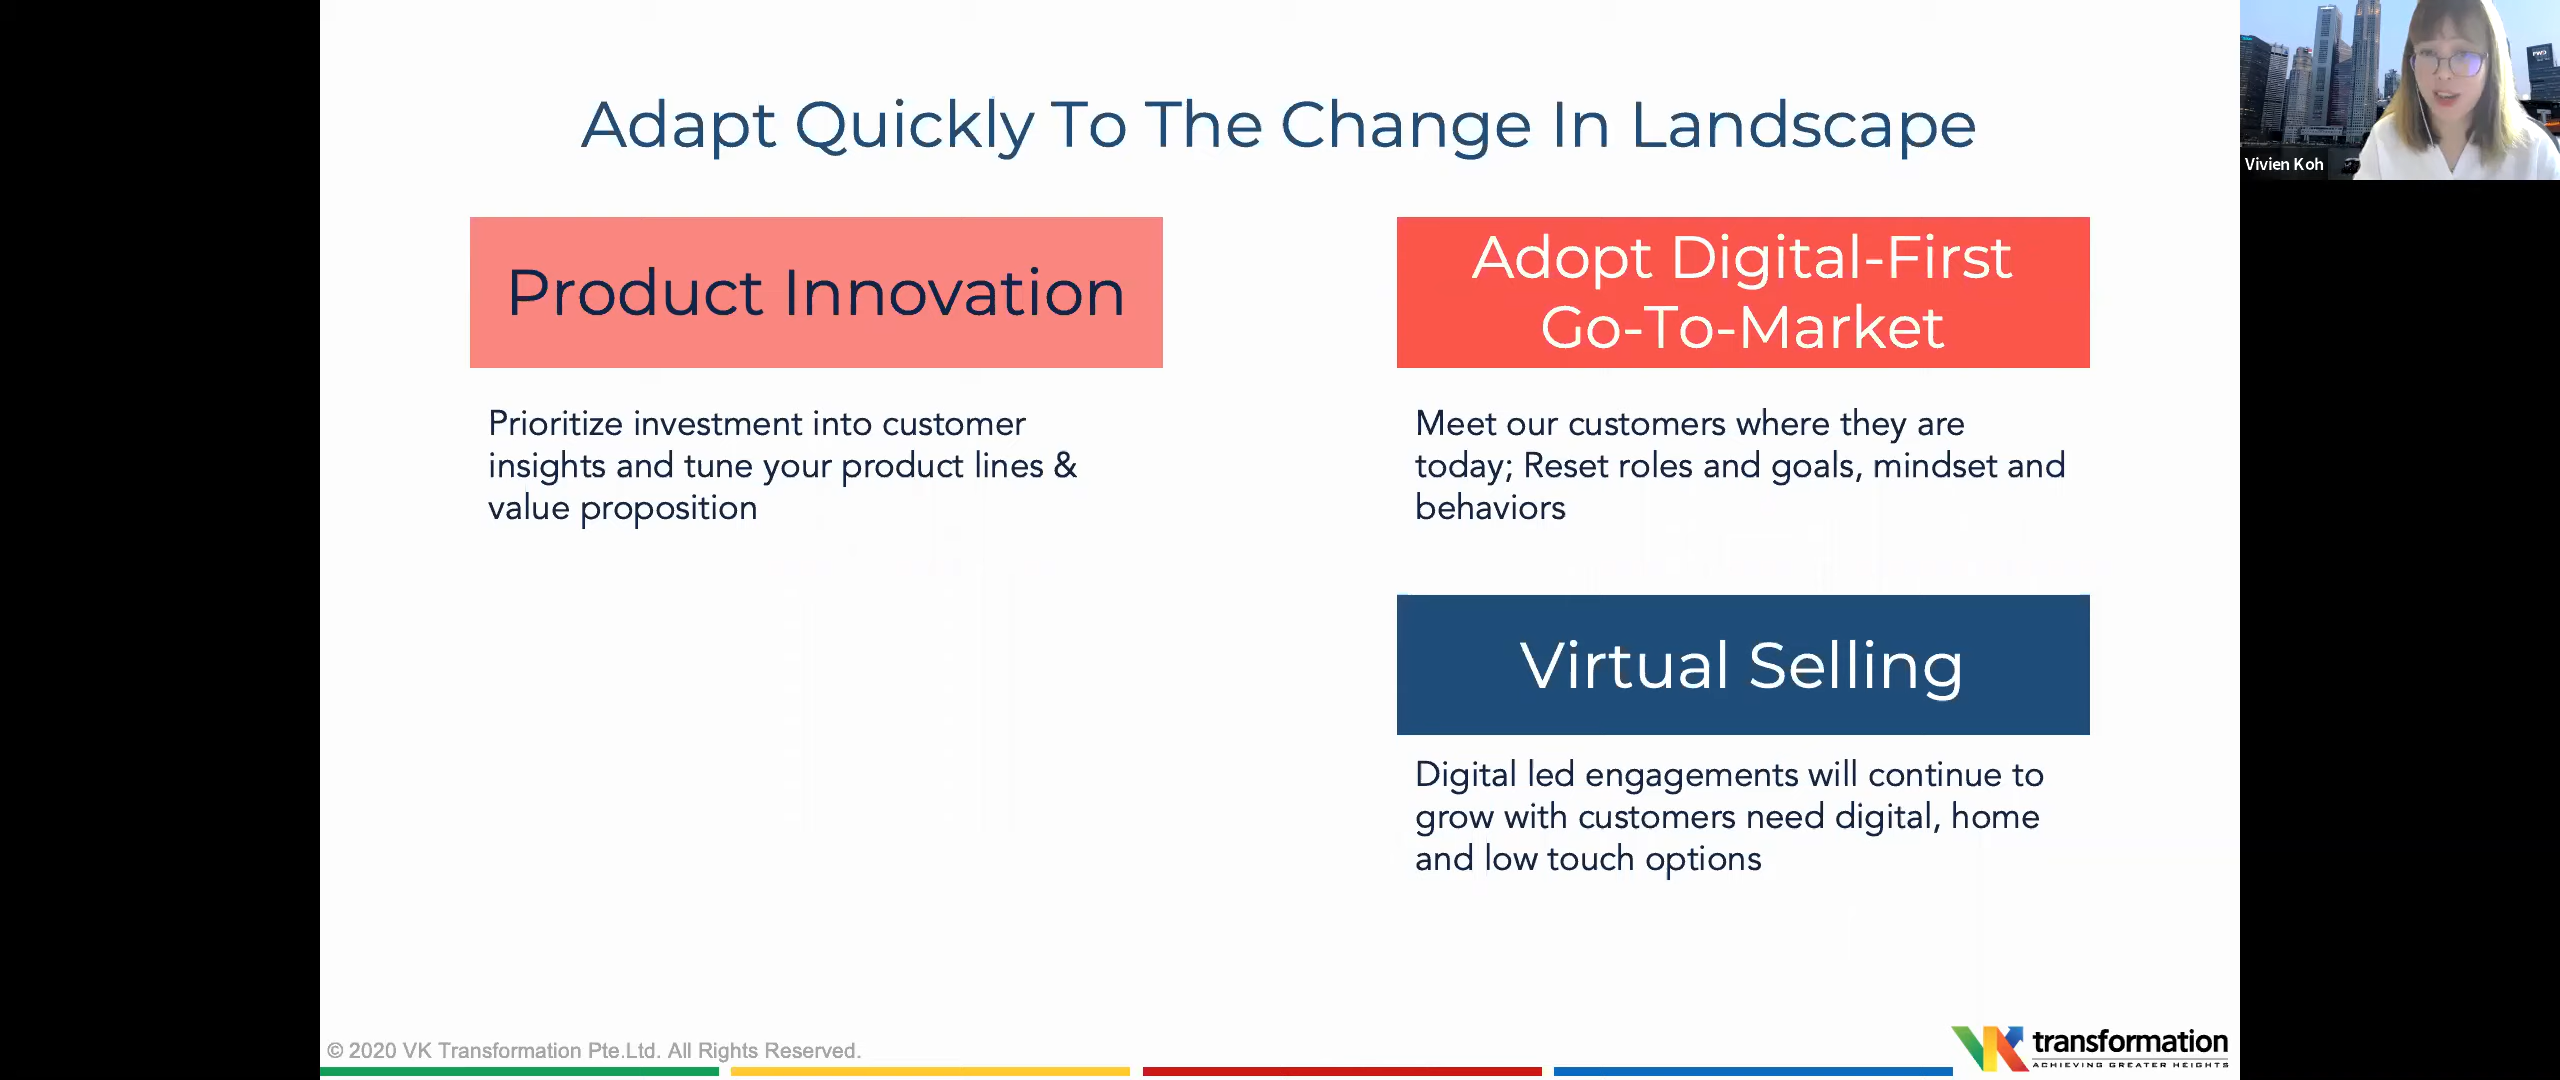 Adapt Quickly To The Change In Landscape
Product Innovation
Prioritize investment into customer
insights and tune your product lines &
value proposition
Adopt Digital-First
Go-To-Market
Meet our customers where they are
today; Reset roles and goals, mindset and
behaviors
Virtual Selling
Digital led engagements will continue to
grow with customers need digital, home
and low touch options
Vivien Koh
PWD
© 2020 VK Transformation Pte.Ltd. All Rights Reserved.
VK transformation
ACHIEVING GREATER HEIGHTS